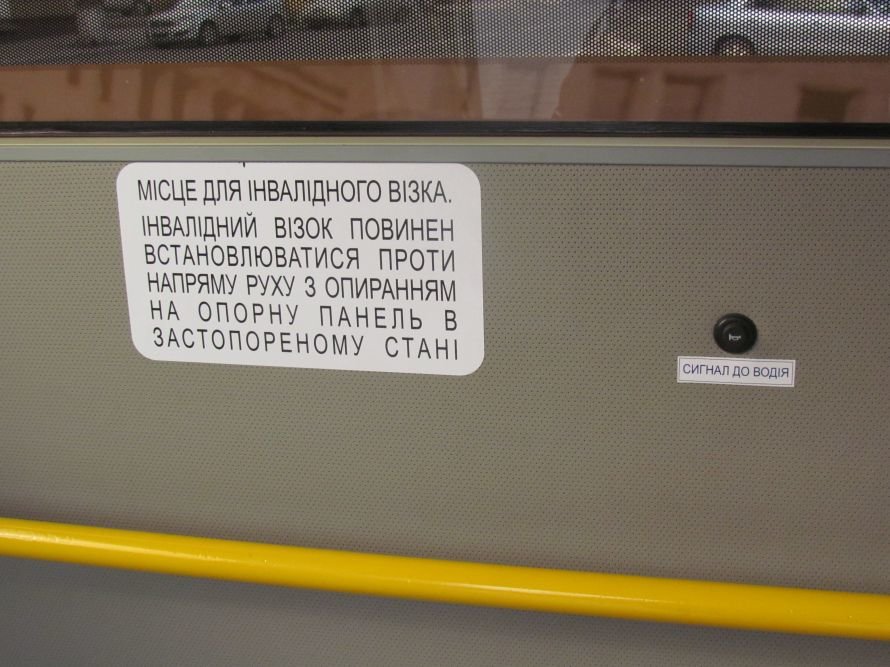 МІСЦЕ ДЛЯ ІНВАЛІДНОГО ВІЗКА.
ІНВАЛІДНИЙ ВІЗОК ПОВИНЕН
ВСТАНОВЛЮВАТИСЯ ПРОТИ
НАПРЯМУ РУХУ З ОПИРАННЯМ
НА ОПОРНУ ПАНЕЛЬ В
ЗАСТОПОРЕНОМУ СТАНІ
СИГНАЛ ДО ВОДІЯ